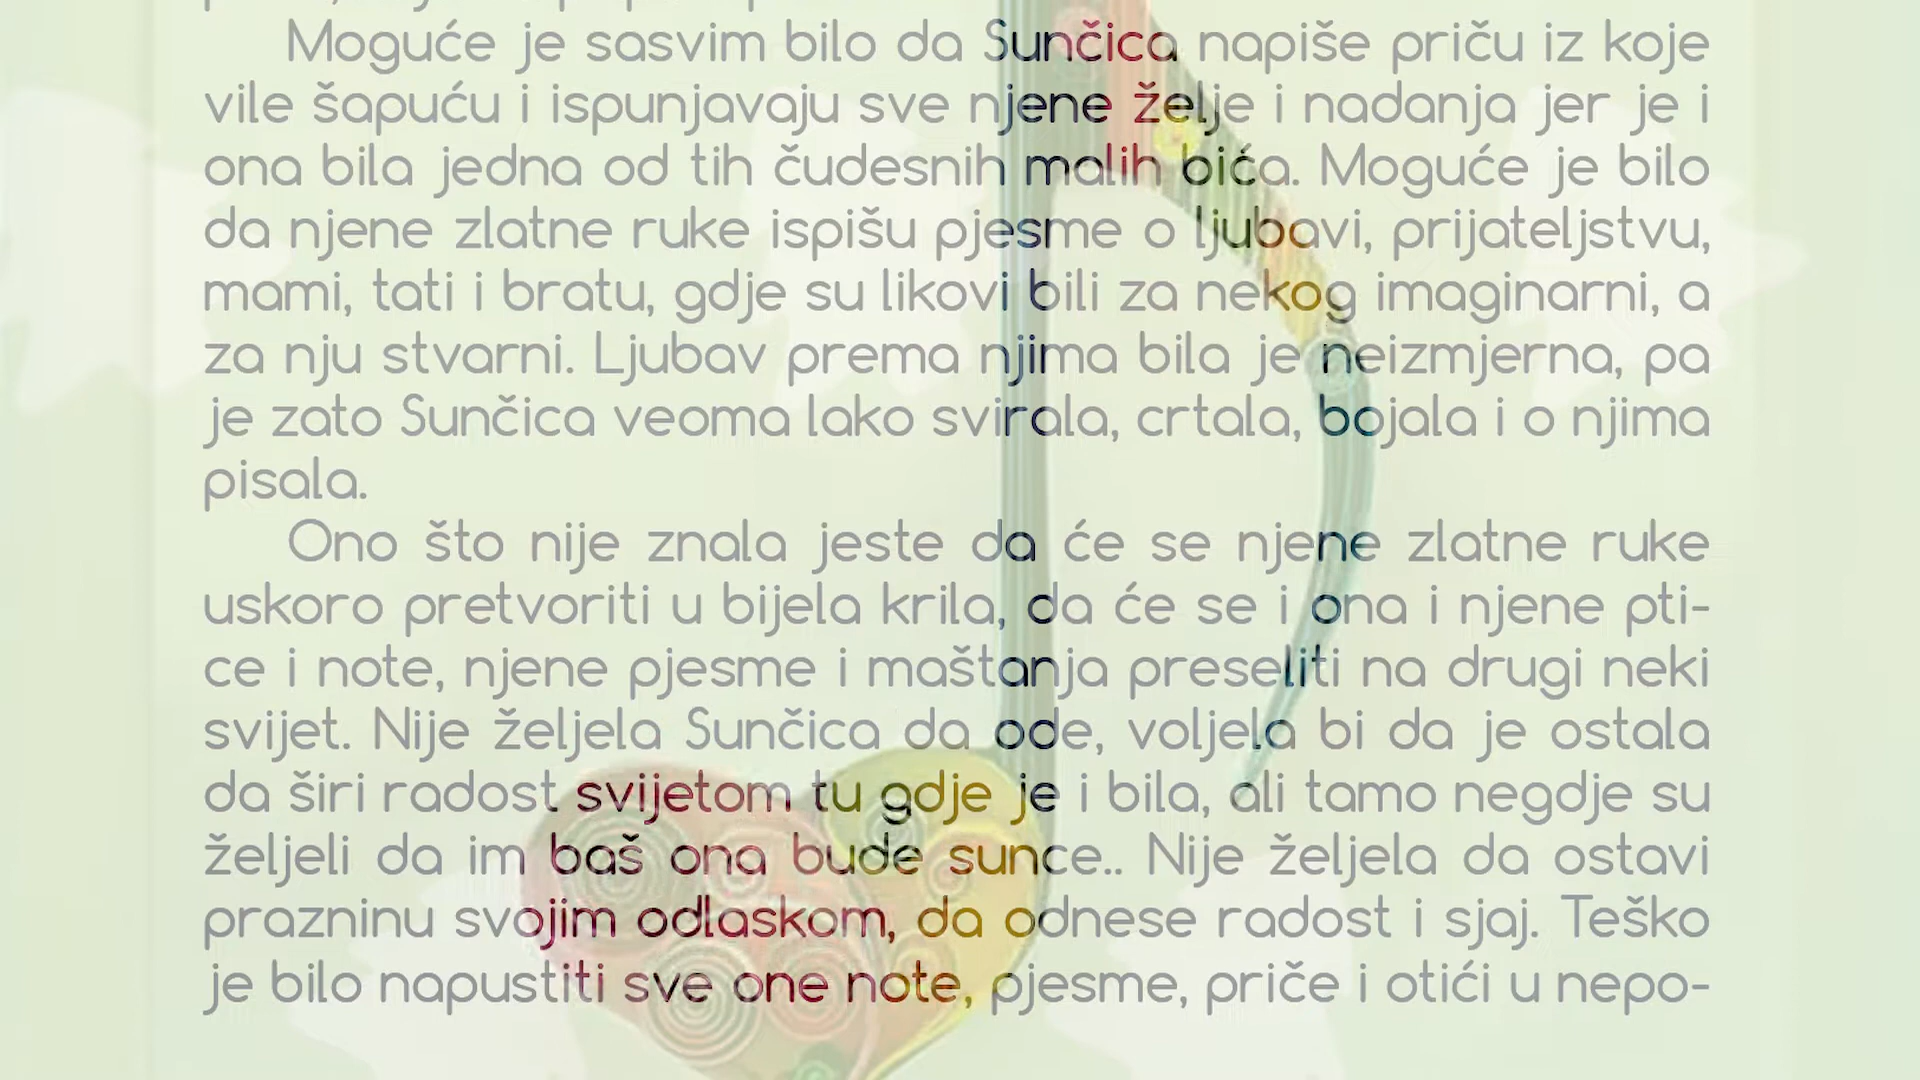 Moguće je sasvim bilo da Sunčica napiše priču iz koje
vile šapuću i ispunjavaju sve njene želje i nadanja jer je i
ona bila jedna od tih čudesnih malih bića. Moguće je bilo
da njene zlatne ruke ispišu pjesme o ljubavi, prijateljstvu,
mami, tati i bratu, gdje su likovi bili za nekog imaginarni, a
za nju stvarni. Ljubav prema njima bila je neizmjerna, pa
je zato Sunčica veoma lako svirala, crtala, bojala i o njima
pisala.
Ono što nije znala jeste da će se njene zlatne ruke
uskoro pretvoriti u bijela krila, da će se i ona i njene pti-
ce i note, njene pjesme i maštanja preseliti na drugi neki
svijet. Nije željela Sunčica da ode, voljela bi da je ostala
da širi radost svijetom tu gdje je i bila, ali tamo negdje su
željeli da im baš ona bude sunce.. Nije željela da ostavi
prazninu svojim odlaskom, da odnese radost i sjaj. Teško
je bilo napustiti sve one note, pjesme, priče i otići u nepo-